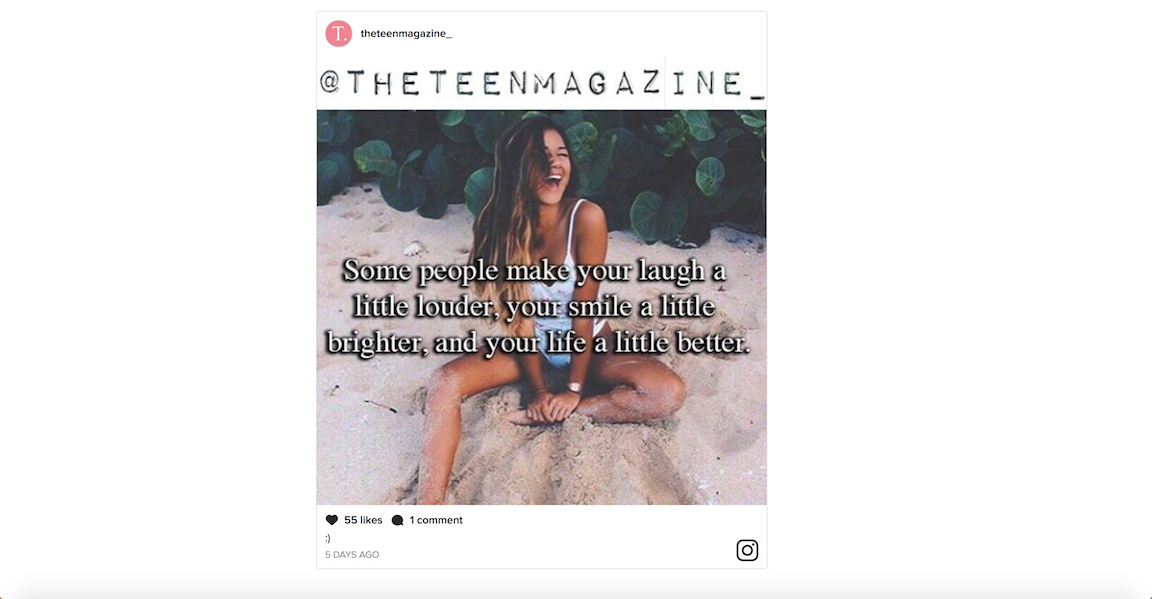 T.
theteenmagazine_
@THETEENMAGAZINE_
Some people make your laugh a
little louder, your smile a little
brighter, and your life a little better.
55 likes 1 comment
:)
5 DAYS AGO